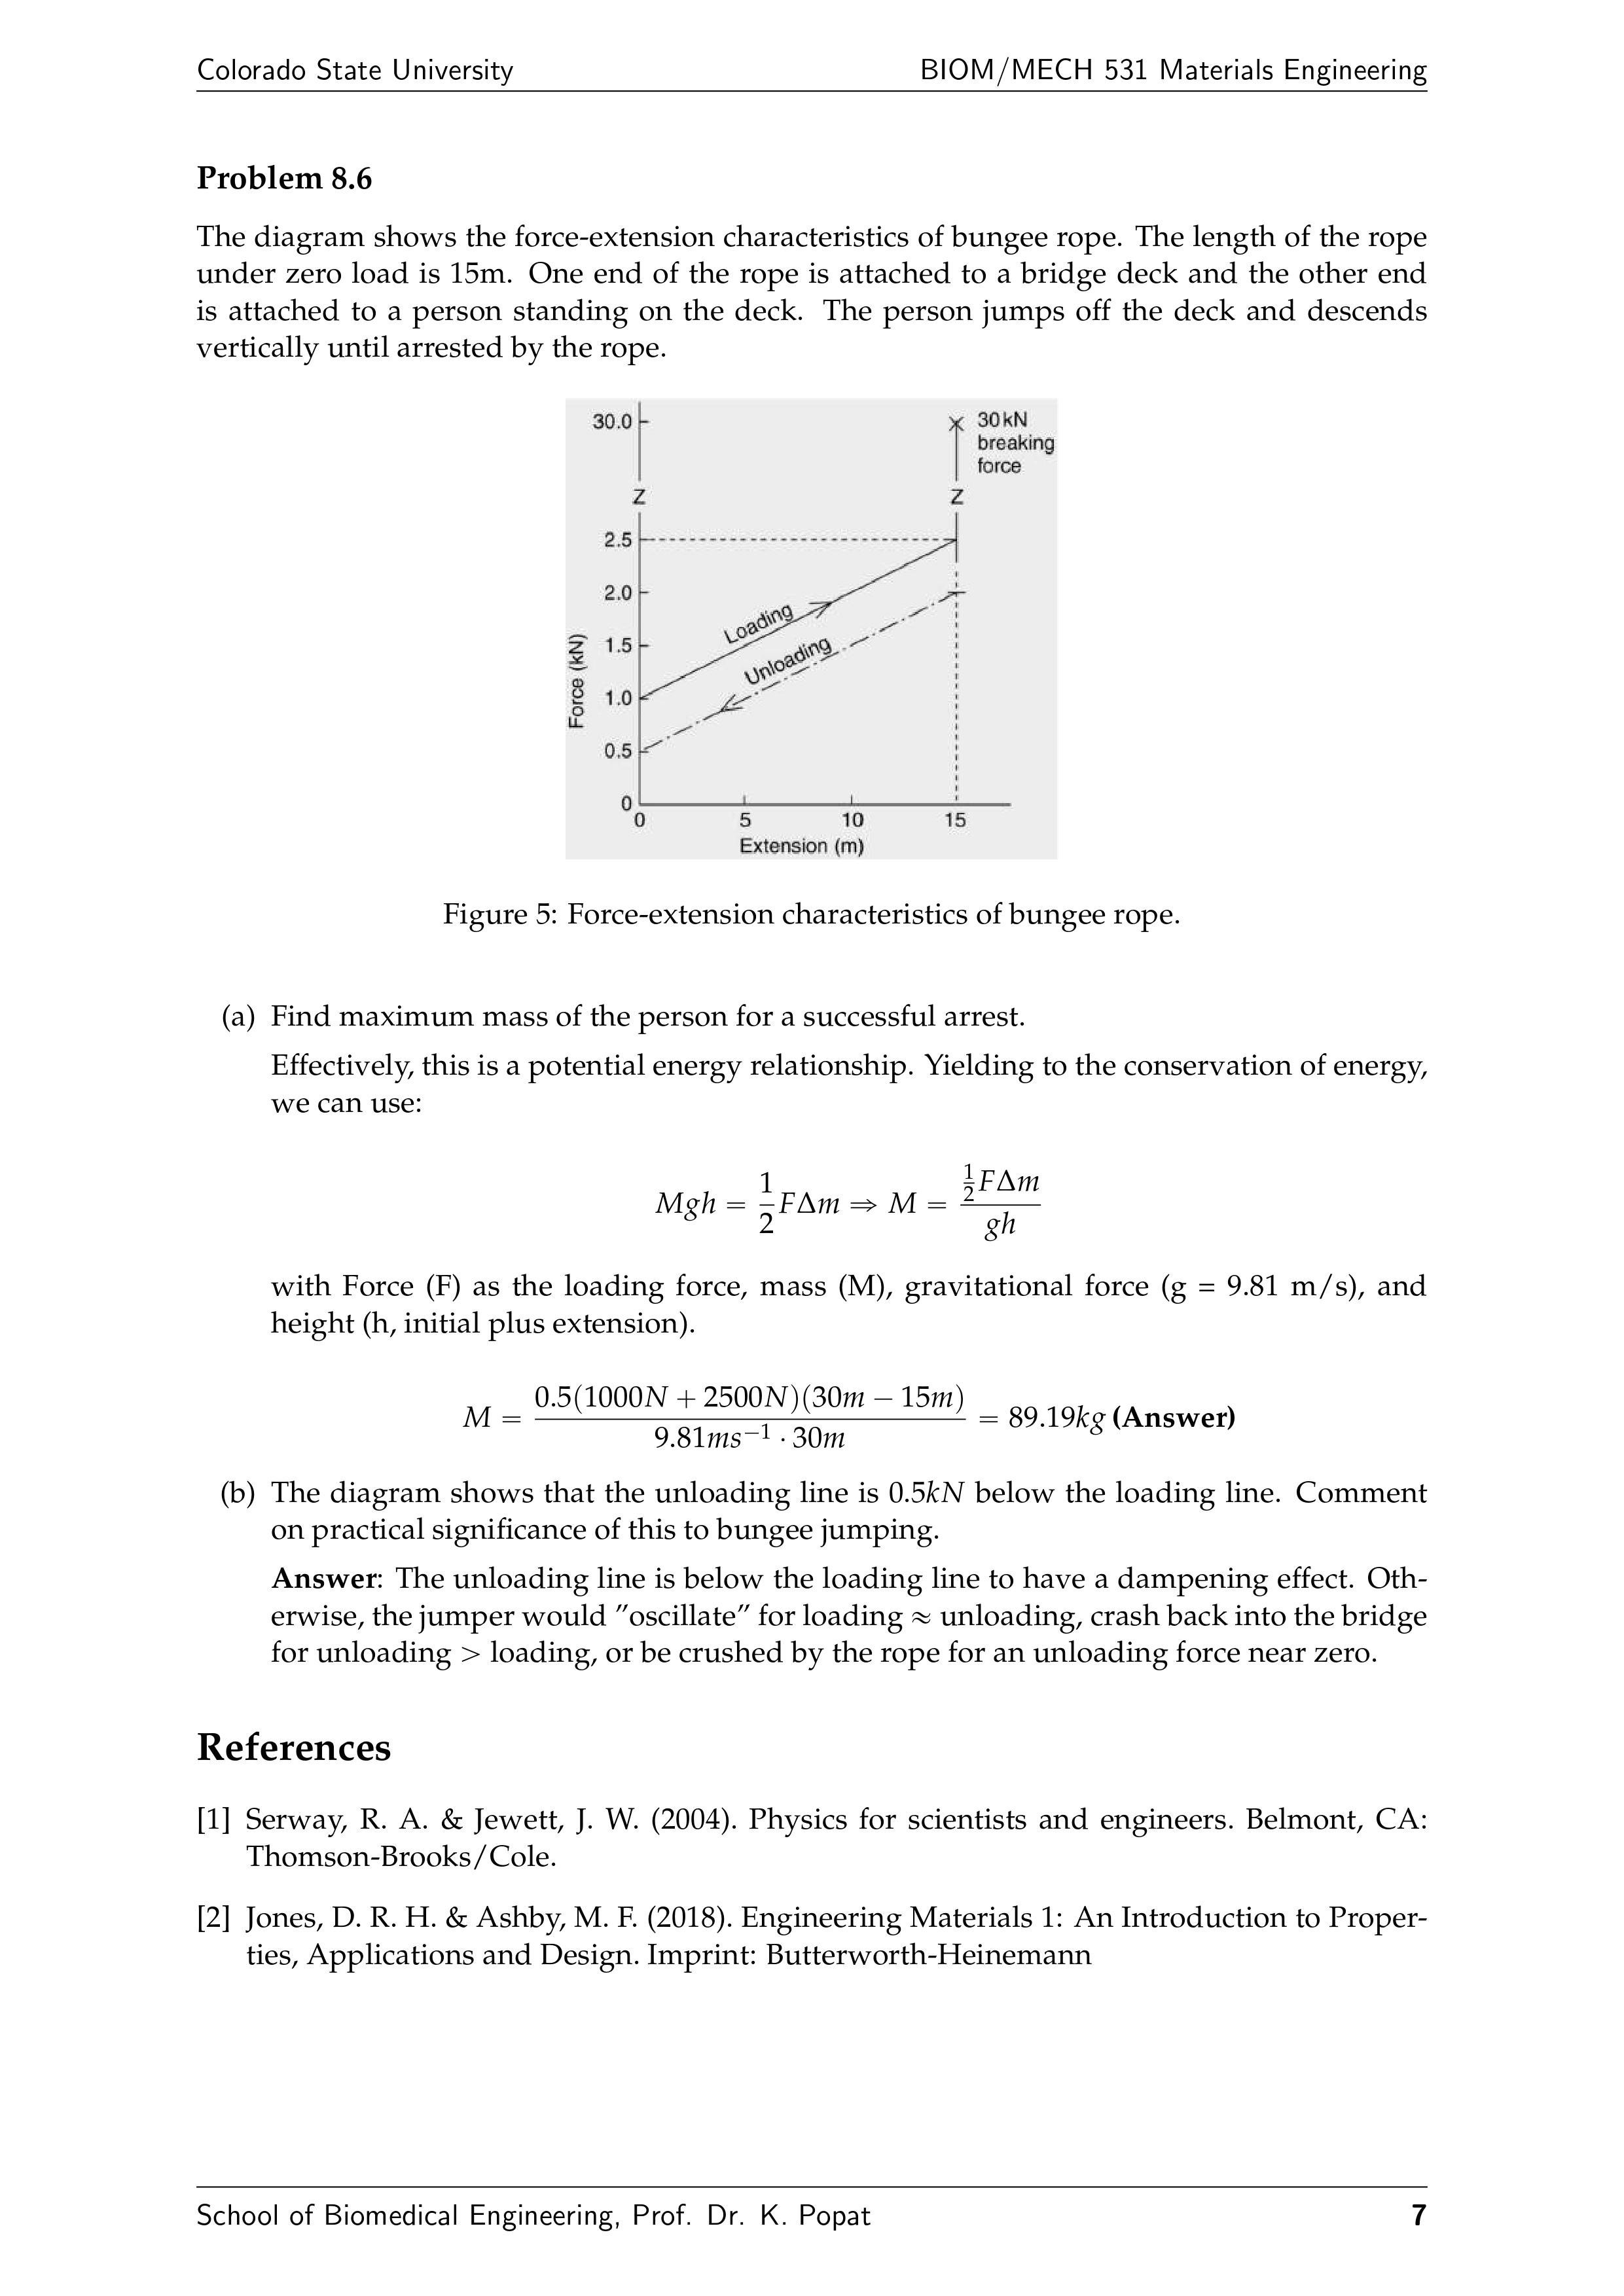 Colorado State University BIOM/MECH 531 Materials Engineering
Problem 8.6
The diagram shows the force-extension characteristics of bungee rope. The length of the rope
under zero load is 15m. One end of the rope is attached to a bridge deck and the other end
is attached to a person standing on the deck. The person jumps off the deck and descends
vertically until arrested by the rope.
30.0
30 kN
breaking
force
Z Z
2.5
2.0
Loading
1.5
Unloading
Force (kN)
1.0
0.5
0
0 5 10 15
Extension (m)
Figure 5: Force-extension characteristics of bungee rope.
(a) Find maximum mass of the person for a successful arrest.
Effectively, this is a potential energy relationship. Yielding to the conservation of energy,
we can use:
Mgh = 1/2 FΔm ⇒ M = 1/2 FΔm / gh
with Force (F) as the loading force, mass (M), gravitational force (g = 9.81 m/s), and
height (h, initial plus extension).
M = 0.5(1000N + 2500N)(30m − 15m) / 9.81ms⁻¹ · 30m = 89.19kg (Answer)
(b) The diagram shows that the unloading line is 0.5kN below the loading line. Comment
on practical significance of this to bungee jumping.
Answer: The unloading line is below the loading line to have a dampening effect. Oth-
erwise, the jumper would ″oscillate″ for loading ≈ unloading, crash back into the bridge
for unloading > loading, or be crushed by the rope for an unloading force near zero.
References
[1] Serway, R. A. & Jewett, J. W. (2004). Physics for scientists and engineers. Belmont, CA:
Thomson-Brooks/Cole.
[2] Jones, D. R. H. & Ashby, M. F. (2018). Engineering Materials 1: An Introduction to Proper-
ties, Applications and Design. Imprint: Butterworth-Heinemann
School of Biomedical Engineering, Prof. Dr. K. Popat 7